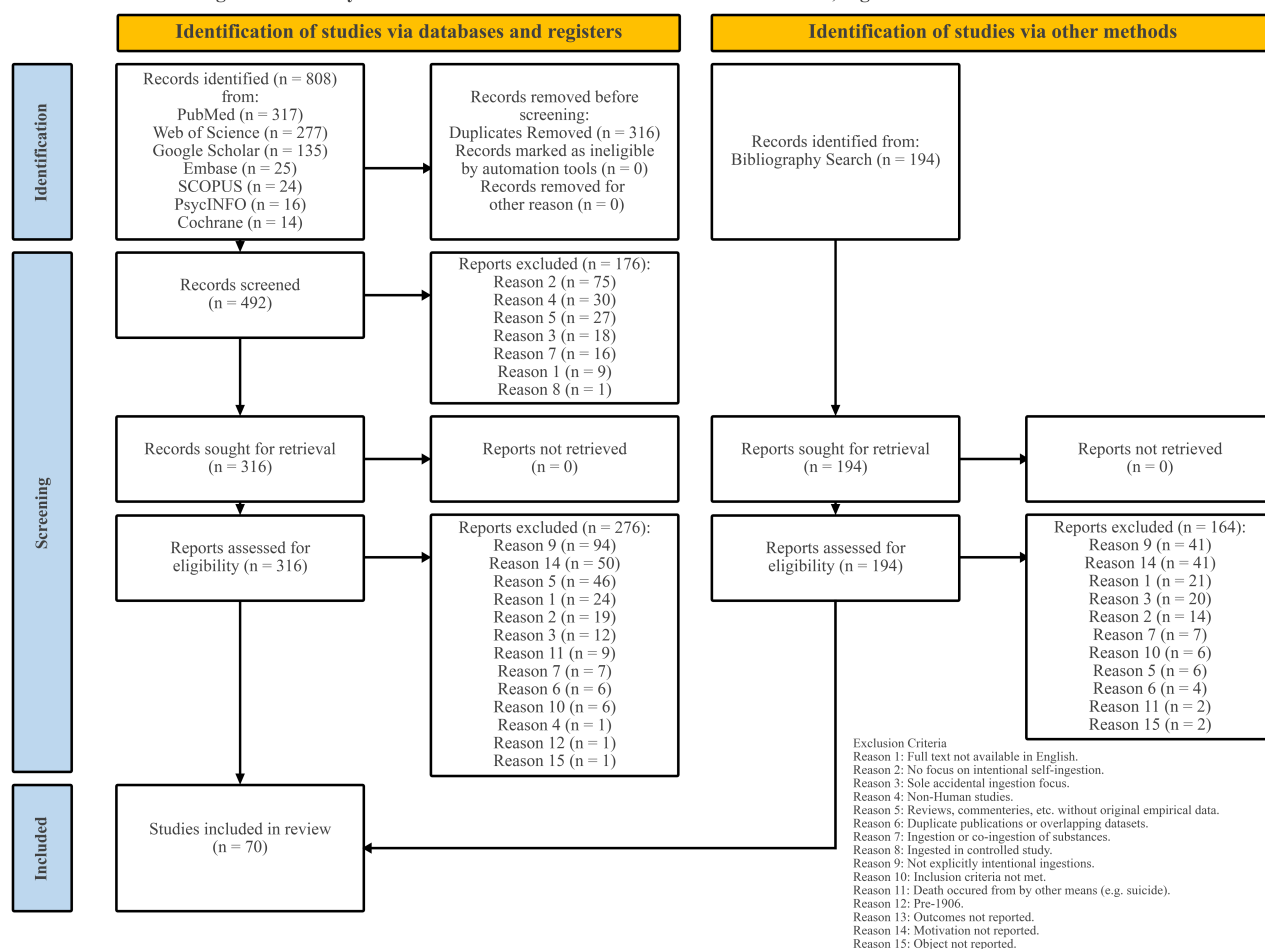 Identification of studies via databases and registers
Identification of studies via other methods
Identification
Records identified (n = 808)
from:
PubMed (n = 317)
Web of Science (n = 277)
Google Scholar (n = 135)
Embase (n = 25)
SCOPUS (n = 24)
PsycINFO (n = 16)
Cochrane (n = 14)
Records removed before
screening:
Duplicates Removed (n = 316)
Records marked as ineligible
by automation tools (n = 0)
Records removed for
other reason (n = 0)
Records identified from:
Bibliography Search (n = 194)
Screening
Records screened
(n = 492)
Reports excluded (n = 176):
Reason 2 (n = 75)
Reason 4 (n = 30)
Reason 5 (n = 27)
Reason 3 (n = 18)
Reason 7 (n = 16)
Reason 1 (n = 9)
Reason 8 (n = 1)
Records sought for retrieval
(n = 316)
Reports not retrieved
(n = 0)
Reports sought for retrieval
(n = 194)
Reports not retrieved
(n = 0)
Reports assessed for
eligibility (n = 316)
Reports excluded (n = 276):
Reason 9 (n = 94)
Reason 14 (n = 50)
Reason 5 (n = 46)
Reason 1 (n = 24)
Reason 2 (n = 19)
Reason 3 (n = 12)
Reason 11 (n = 9)
Reason 7 (n = 7)
Reason 6 (n = 6)
Reason 10 (n = 6)
Reason 4 (n = 1)
Reason 12 (n = 1)
Reason 15 (n = 1)
Reports assessed for
eligibility (n = 194)
Reports excluded (n = 164):
Reason 9 (n = 41)
Reason 14 (n = 41)
Reason 1 (n = 21)
Reason 3 (n = 20)
Reason 2 (n = 14)
Reason 7 (n = 7)
Reason 10 (n = 6)
Reason 5 (n = 6)
Reason 6 (n = 4)
Reason 11 (n = 2)
Reason 15 (n = 2)
Included
Studies included in review
(n = 70)
Exclusion Criteria
Reason 1: Full text not available in English.
Reason 2: No focus on intentional self-ingestion.
Reason 3: Sole accidental ingestion focus.
Reason 4: Non-Human studies.
Reason 5: Reviews, commenteries, etc. without original empirical data.
Reason 6: Duplicate publications or overlapping datasets.
Reason 7: Ingestion or co-ingestion of substances.
Reason 8: Ingested in controlled study.
Reason 9: Not explicitly intentional ingestions.
Reason 10: Inclusion criteria not met.
Reason 11: Death occured from by other means (e.g. suicide).
Reason 12: Pre-1906.
Reason 13: Outcomes not reported.
Reason 14: Motivation not reported.
Reason 15: Object not reported.